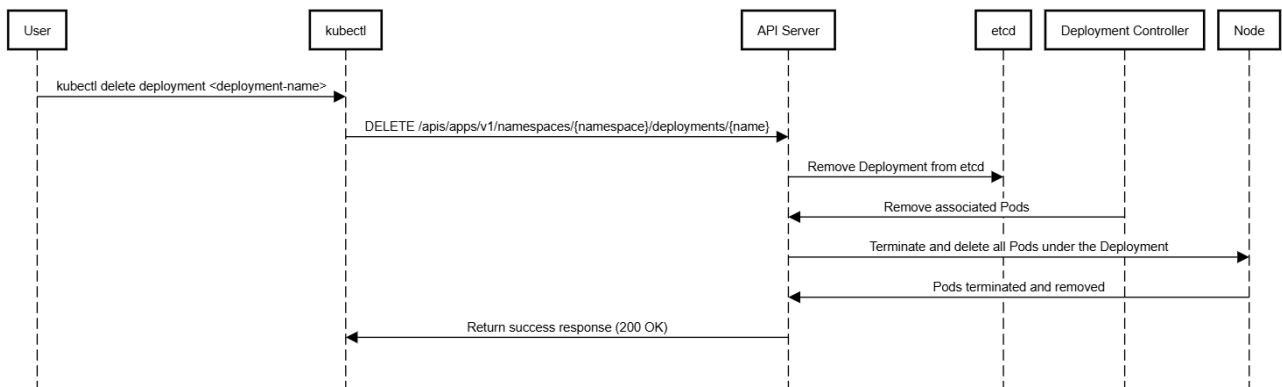 User
kubectl
API Server
etcd
Deployment Controller
Node
kubectl delete deployment <deployment-name>
DELETE /apis/apps/v1/namespaces/{namespace}/deployments/{name}
Remove Deployment from etcd
Remove associated Pods
Terminate and delete all Pods under the Deployment
Pods terminated and removed
Return success response (200 OK)